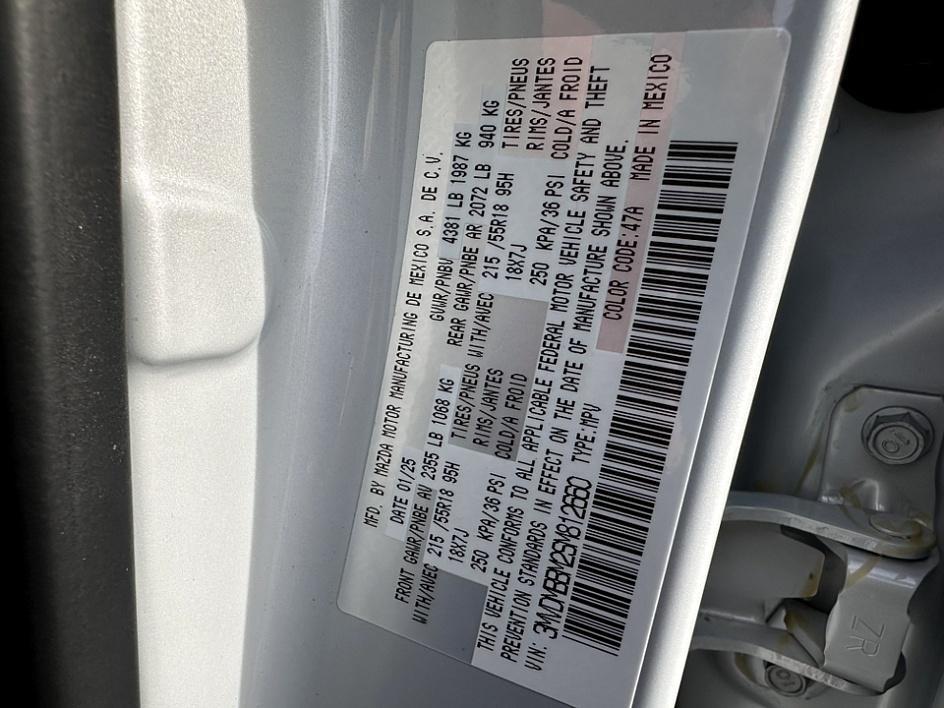 MFD. BY MAZDA MOTOR MANUFACTURING DE MEXICO S.A. DE C.V.
DATE 01/25 GVWR/PNBV 4381 LB 1987 KG
FRONT GAWR/PNBE AV 2355 LB 1068 KG REAR GAWR/PNBE AR 2072 LB 940 KG
WITH/AVEC 215 /55R18 95H TIRES/PNEUS WITH/AVEC 215 /55R18 95H TIRES/PNEUS
18X7J RIMS/JANTES 18X7J RIMS/JANTES
250 KPA/36 PSI COLD/A FROID 250 KPA/36 PSI COLD/A FROID
THIS VEHICLE CONFORMS TO ALL APPLICABLE FEDERAL MOTOR VEHICLE SAFETY AND THEFT
PREVENTION STANDARDS IN EFFECT ON THE DATE OF MANUFACTURE SHOWN ABOVE.
VIN: 3MVDMBBM2SM812660 TYPE:MPV COLOR CODE:47A MADE IN MEXICO
10
ZR
10